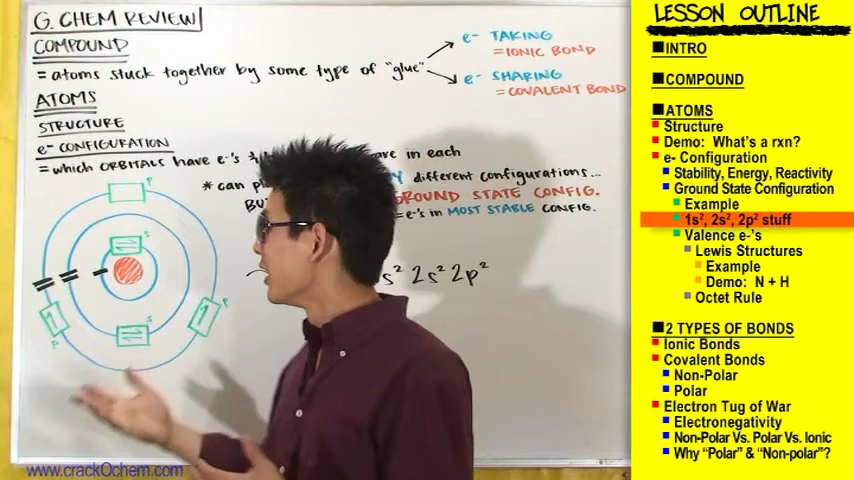 G. CHEM REVIEW
COMPOUND
= atoms stuck together by some type of "glue"
e- TAKING
= IONIC BOND
e- SHARING
= COVALENT BOND
ATOMS
STRUCTURE
e- CONFIGURATION
= which ORBITALS have e-'s are in each
* can different configurations...
GROUND STATE CONFIG.
= e-'s in MOST STABLE CONFIG.
P
S
S
P
P
s² 2s² 2p²
www.crackOchem.com
LESSON OUTLINE
INTRO
COMPOUND
ATOMS
Structure
Demo: What's a rxn?
e- Configuration
Stability, Energy, Reactivity
Ground State Configuration
Example
1s², 2s², 2p² stuff
Valence e-'s
Lewis Structures
Example
Demo: N + H
Octet Rule
2 TYPES OF BONDS
Ionic Bonds
Covalent Bonds
Non-Polar
Polar
Electron Tug of War
Electronegativity
Non-Polar Vs. Polar Vs. Ionic
Why "Polar" & "Non-polar"?